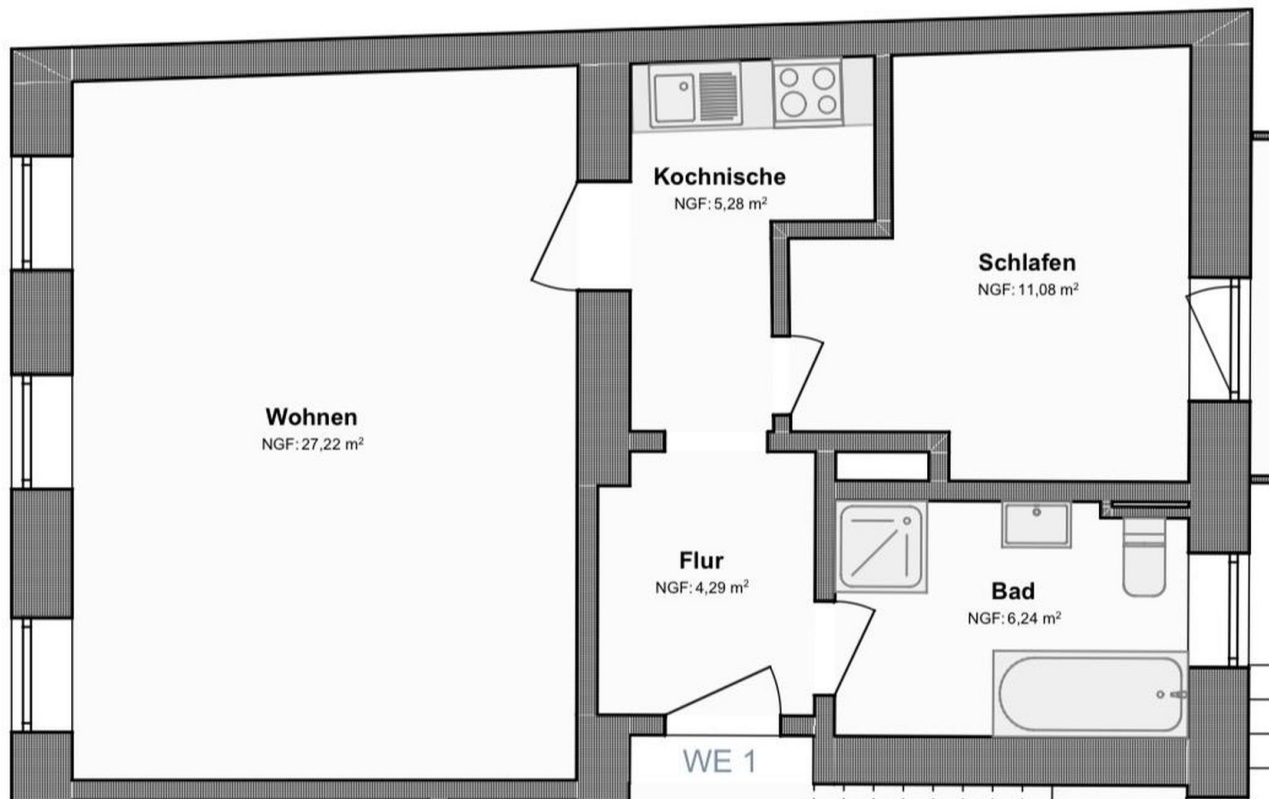 Kochnische
NGF: 5,28 m²
Schlafen
NGF: 11,08 m²
Wohnen
NGF: 27,22 m²
Flur
NGF: 4,29 m²
Bad
NGF: 6,24 m²
WE 1